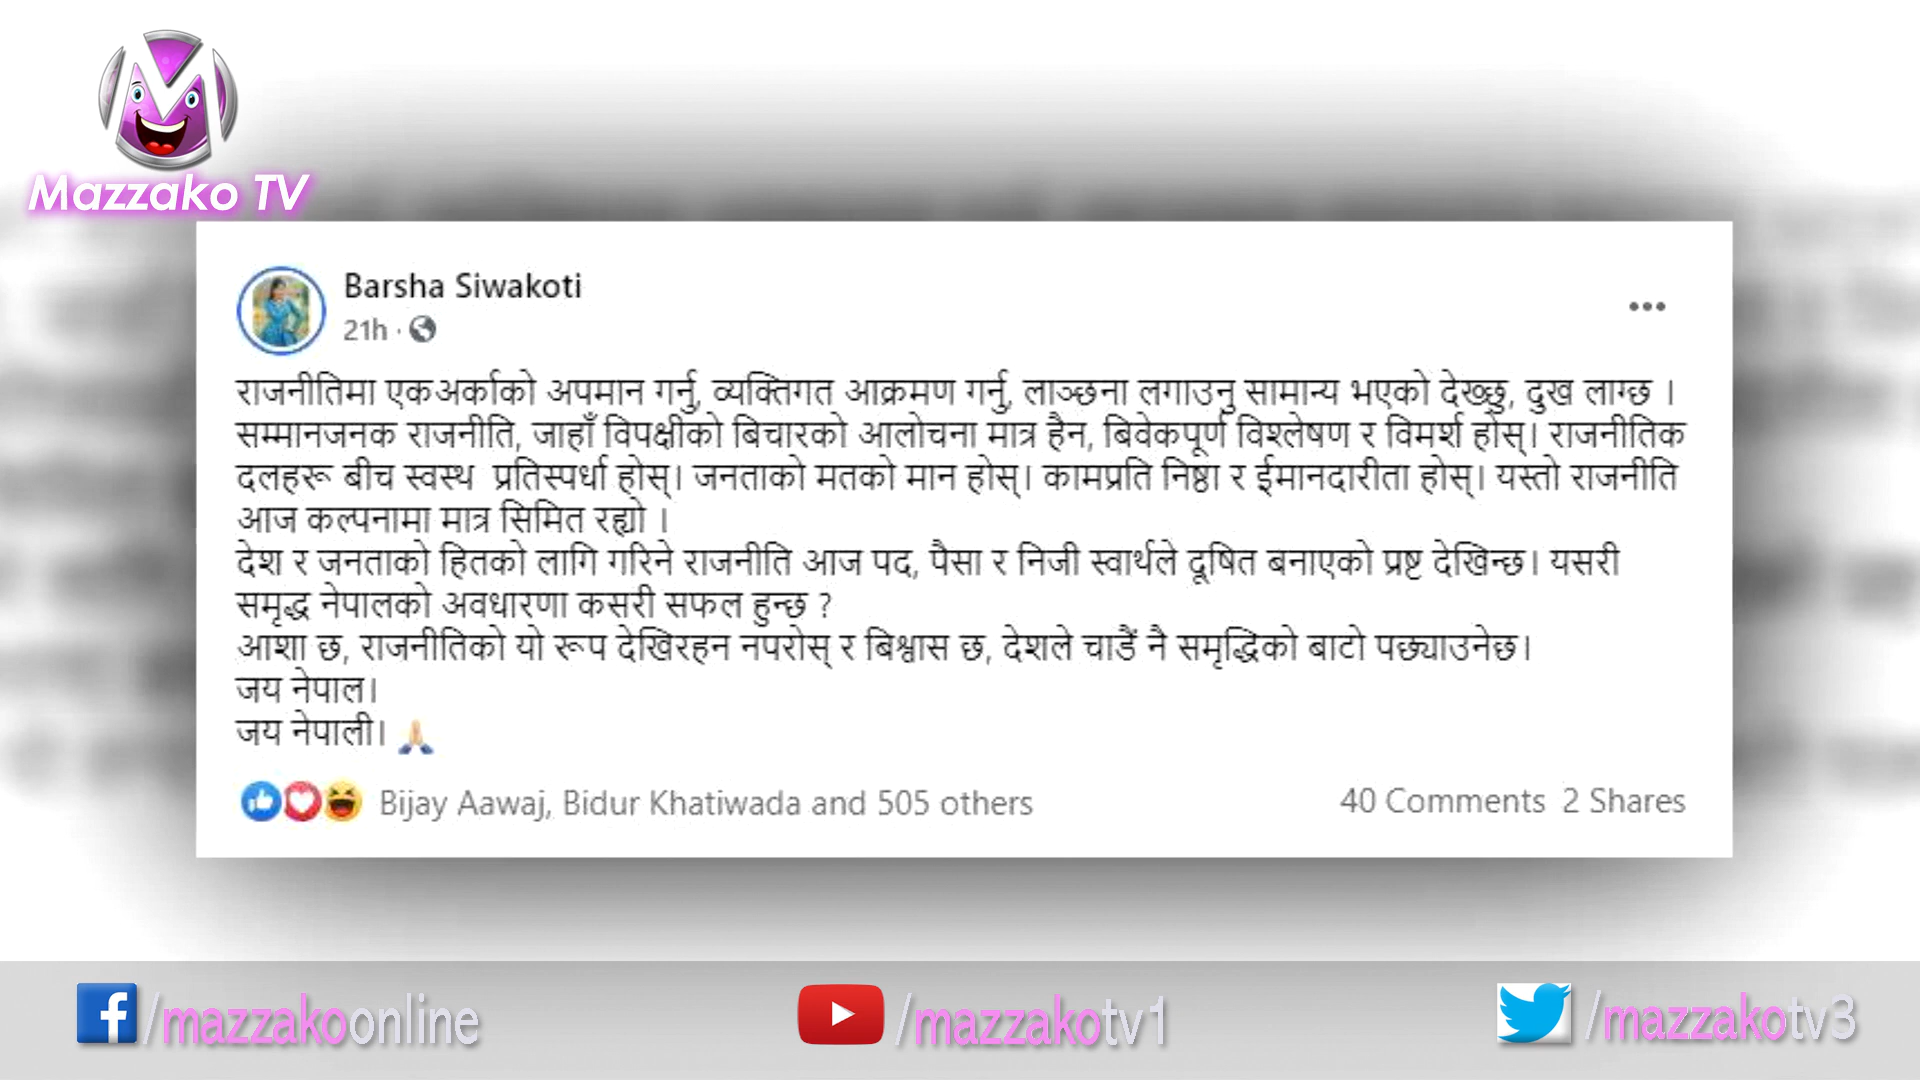 M
Mazzako TV
Barsha Siwakoti
21h ·
राजनीतिमा एकअर्काको अपमान गर्नु, व्यक्तिगत आक्रमण गर्नु, लाञ्छना लगाउनु सामान्य भएको देख्छु, दुख लाग्छ ।
सम्मानजनक राजनीति, जाहाँ विपक्षीको बिचारको आलोचना मात्र हैन, बिवेकपूर्ण विश्लेषण र विमर्श होस्। राजनीतिक
दलहरू बीच स्वस्थ प्रतिस्पर्धा होस्। जनताको मतको मान होस्। कामप्रति निष्ठा र ईमानदारीता होस्। यस्तो राजनीति
आज कल्पनामा मात्र सिमित रह्यो ।
देश र जनताको हितको लागि गरिने राजनीति आज पद, पैसा र निजी स्वार्थले दूषित बनाएको प्रष्ट देखिन्छ। यसरी
समृद्ध नेपालको अवधारणा कसरी सफल हुन्छ ?
आशा छ, राजनीतिको यो रूप देखिरहन नपरोस् र बिश्वास छ, देशले चाडैं नै समृद्धिको बाटो पछ्याउनेछ।
जय नेपाल।
जय नेपाली। 🙏🏻
Bijay Aawaj, Bidur Khatiwada and 505 others
40 Comments 2 Shares
/mazzakoonline
/mazzakotv1
/mazzakotv3